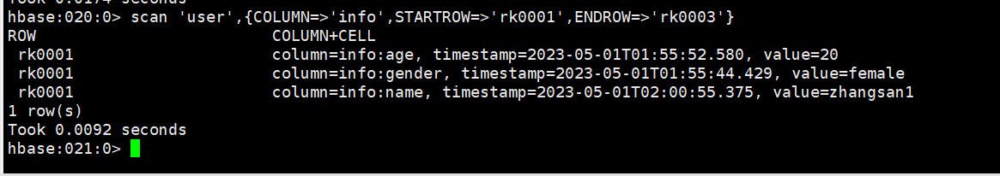 Took 0.0174 seconds
hbase:020:0> scan 'user',{COLUMN=>'info',STARTROW=>'rk0001',ENDROW=>'rk0003'}
ROW                            COLUMN+CELL
 rk0001                        column=info:age, timestamp=2023-05-01T01:55:52.580, value=20
 rk0001                        column=info:gender, timestamp=2023-05-01T01:55:44.429, value=female
 rk0001                        column=info:name, timestamp=2023-05-01T02:00:55.375, value=zhangsan1
1 row(s)
Took 0.0092 seconds
hbase:021:0>